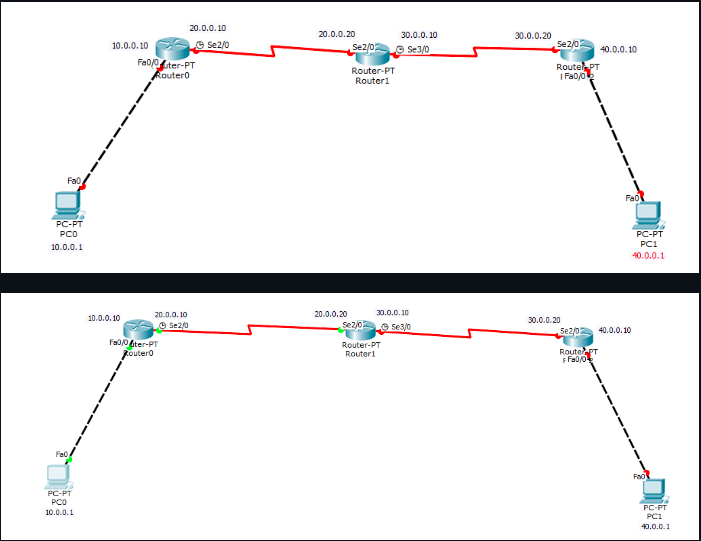 20.0.0.10
10.0.0.10
Se2/0
20.0.0.20
Se2/0
30.0.0.10
Se3/0
30.0.0.20
Se2/0
40.0.0.10
Fa0/0
uter-PT
Router0
Router-PT
Router1
Router-PT
Fa0/0
Fa0
PC-PT
PC0
10.0.0.1
Fa0
PC-PT
PC1
40.0.0.1
10.0.0.10
20.0.0.10
Se2/0
20.0.0.20
Se2/0
30.0.0.10
Se3/0
30.0.0.20
Se2/0
40.0.0.10
Fa0/0
uter-PT
Router0
Router-PT
Router1
Router-PT
Fa0/0
Fa0
PC-PT
PC0
10.0.0.1
Fa0
PC-PT
PC1
40.0.0.1